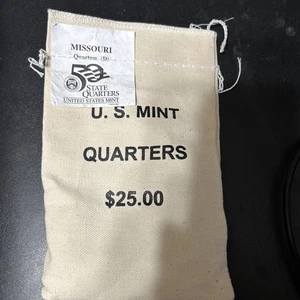 MISSOURI
Quarters (D)
50
STATE
QUARTERS
UNITED STATES MINT
U. S. MINT
QUARTERS
$25.00